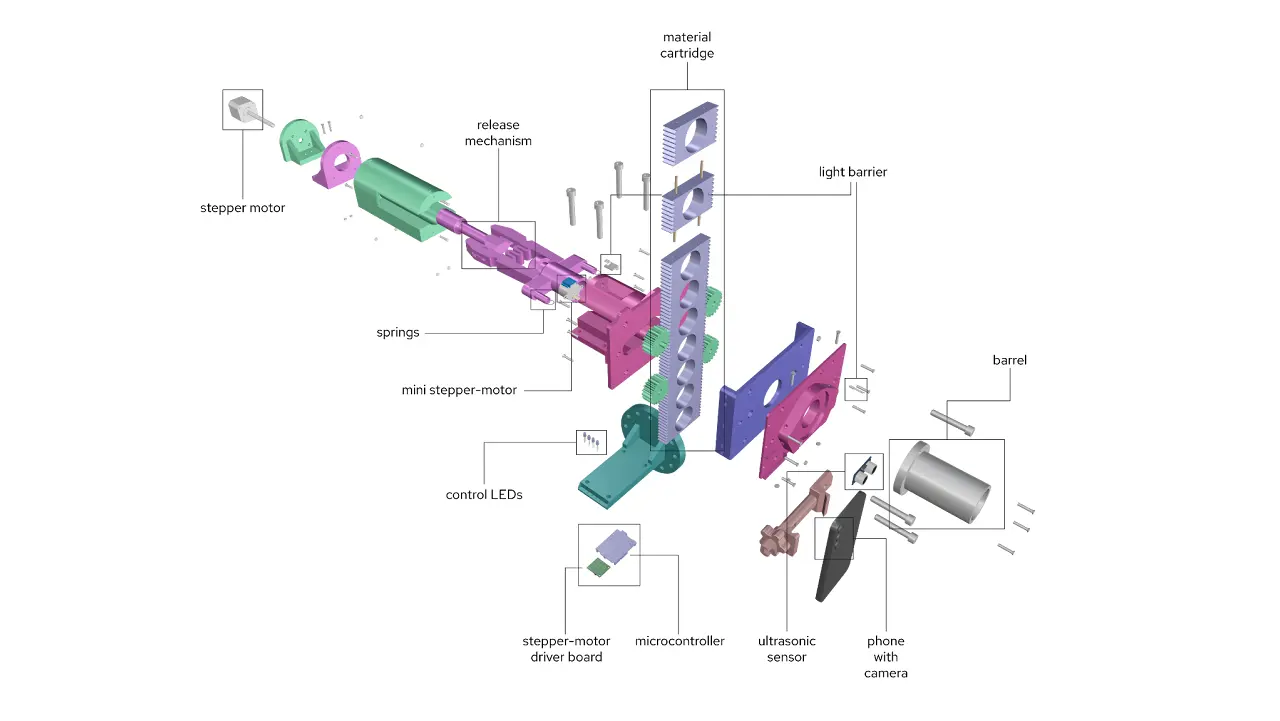 material
cartridge
release
mechanism
light barrier
stepper motor
springs
barrel
mini stepper-motor
control LEDs
stepper-motor
driver board
microcontroller
ultrasonic
sensor
phone
with
camera